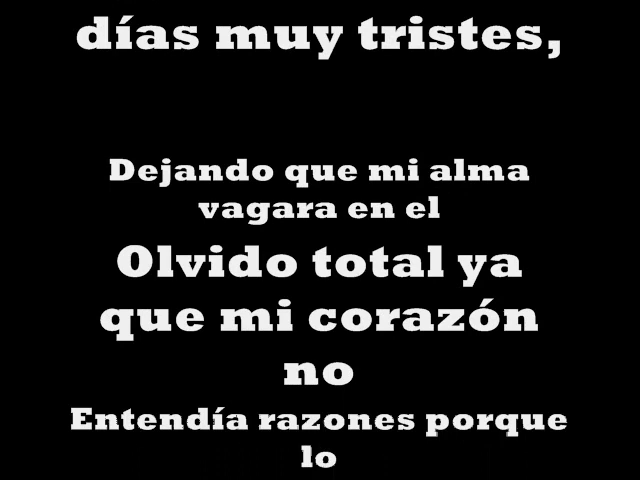 días muy tristes,
Dejando que mi alma
vagara en el
Olvido total ya
que mi corazón
no
Entendía razones porque
lo